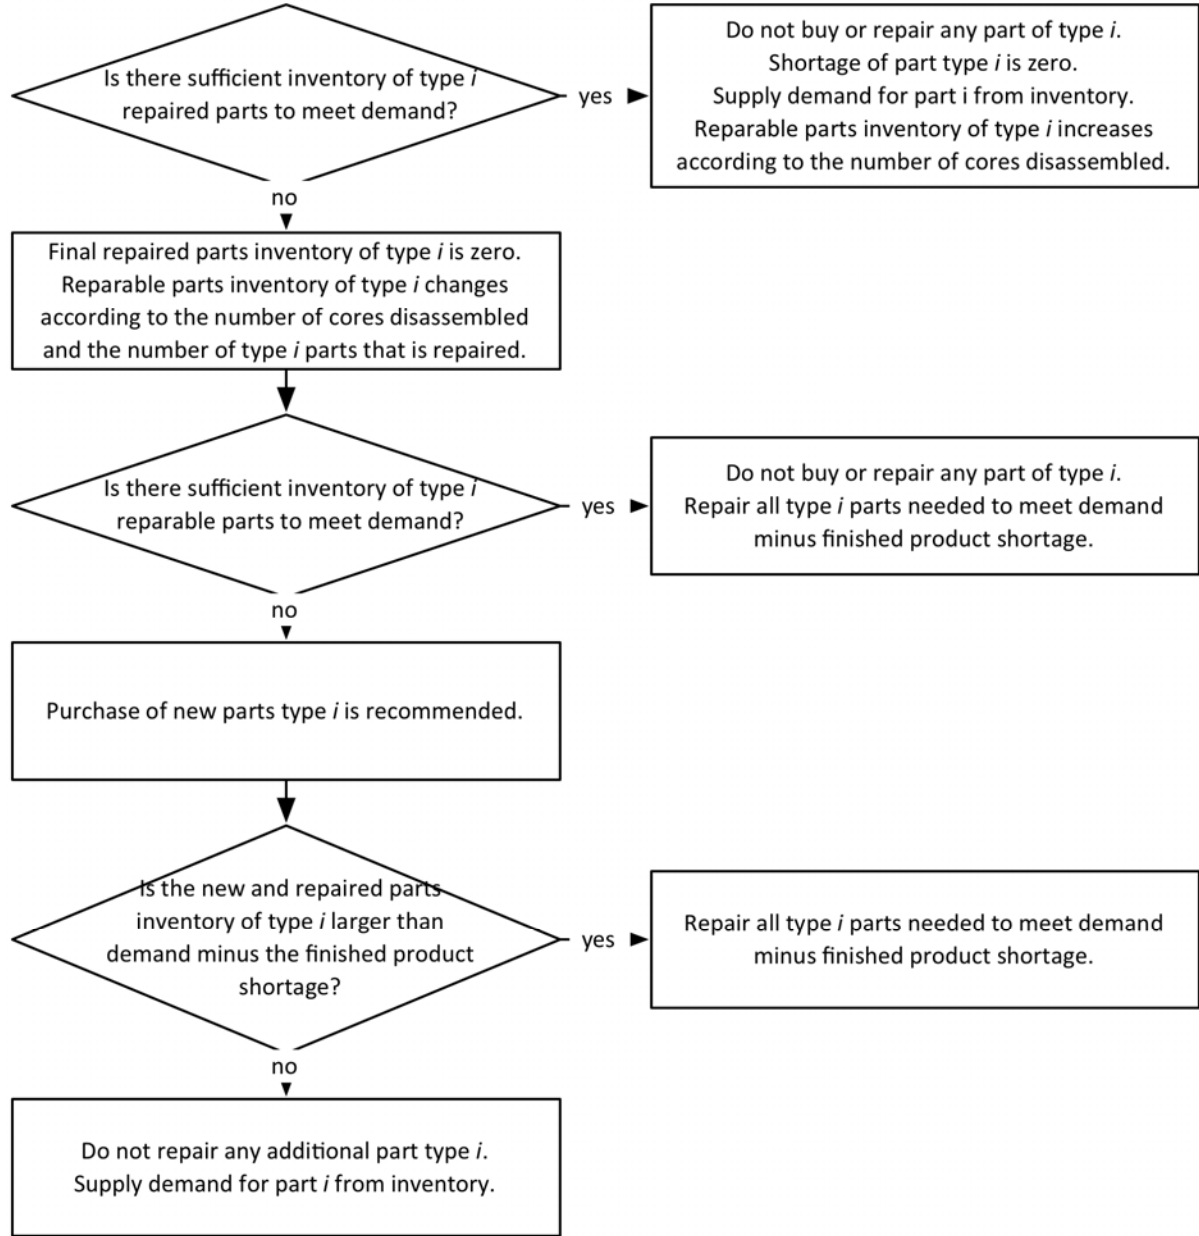 Is there sufficient inventory of type i
repaired parts to meet demand?
yes
Do not buy or repair any part of type i.
Shortage of part type i is zero.
Supply demand for part i from inventory.
Reparable parts inventory of type i increases
according to the number of cores disassembled.
no
Final repaired parts inventory of type i is zero.
Reparable parts inventory of type i changes
according to the number of cores disassembled
and the number of type i parts that is repaired.
Is there sufficient inventory of type i
reparable parts to meet demand?
yes
Do not buy or repair any part of type i.
Repair all type i parts needed to meet demand
minus finished product shortage.
no
Purchase of new parts type i is recommended.
Is the new and repaired parts
inventory of type i larger than
demand minus the finished product
shortage?
yes
Repair all type i parts needed to meet demand
minus finished product shortage.
no
Do not repair any additional part type i.
Supply demand for part i from inventory.